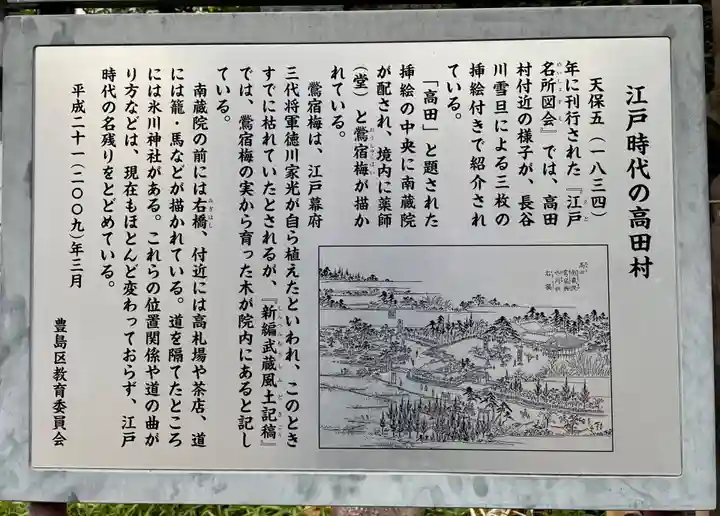 江戸時代の高田村
天保五(一八三四)
年に刊行された『江戸
名所図会』では、高田
村付近の様子が、長谷
川雪旦による三枚の
挿絵付きで紹介され
ている。
「高田」と題された
挿絵の中央に南蔵院
が配され、境内に薬師
(堂)と鶯宿梅が描か
れている。
鶯宿梅は、江戸幕府
三代将軍徳川家光が自ら植えたといわれ、このとき
すでに枯れていたとされるが、『新編武蔵風土記稿』
では、鶯宿梅の実から育った木が院内にあると記し
ている。
南蔵院の前には右橋、付近には高札場や茶店、道
には籠・馬などが描かれている。道を隔てたところ
には氷川神社がある。これらの位置関係や道の曲が
り方などは、現在もほとんど変わっておらず、江戸
時代の名残りをとどめている。
平成二十一(二〇〇九)年三月
豊島区教育委員会
高田